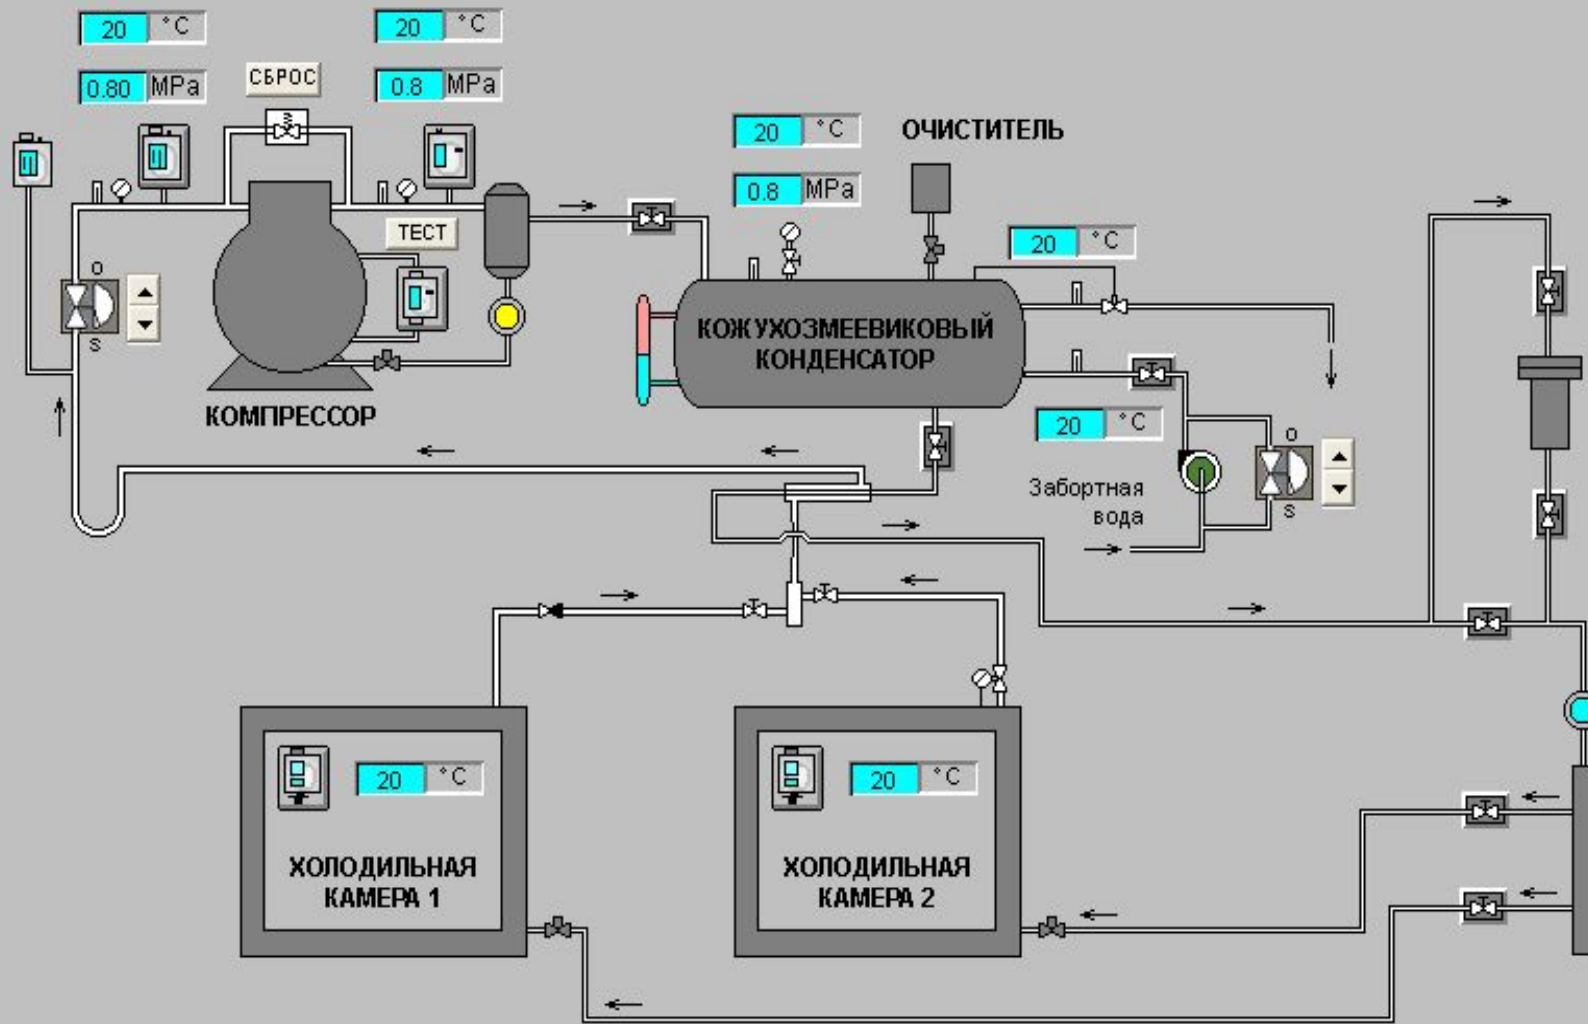 20 °C
20 °C
0.80 MPa
СБРОС
0.8 MPa
20 °C
ОЧИСТИТЕЛЬ
0.8 MPa
ТЕСТ
20 °C
O
S
КОЖУХОЗМЕЕВИКОВЫЙ
КОНДЕНСАТОР
КОМПРЕССОР
20 °C
O
S
Забортная
вода
20 °C
20 °C
ХОЛОДИЛЬНАЯ
КАМЕРА 1
ХОЛОДИЛЬНАЯ
КАМЕРА 2